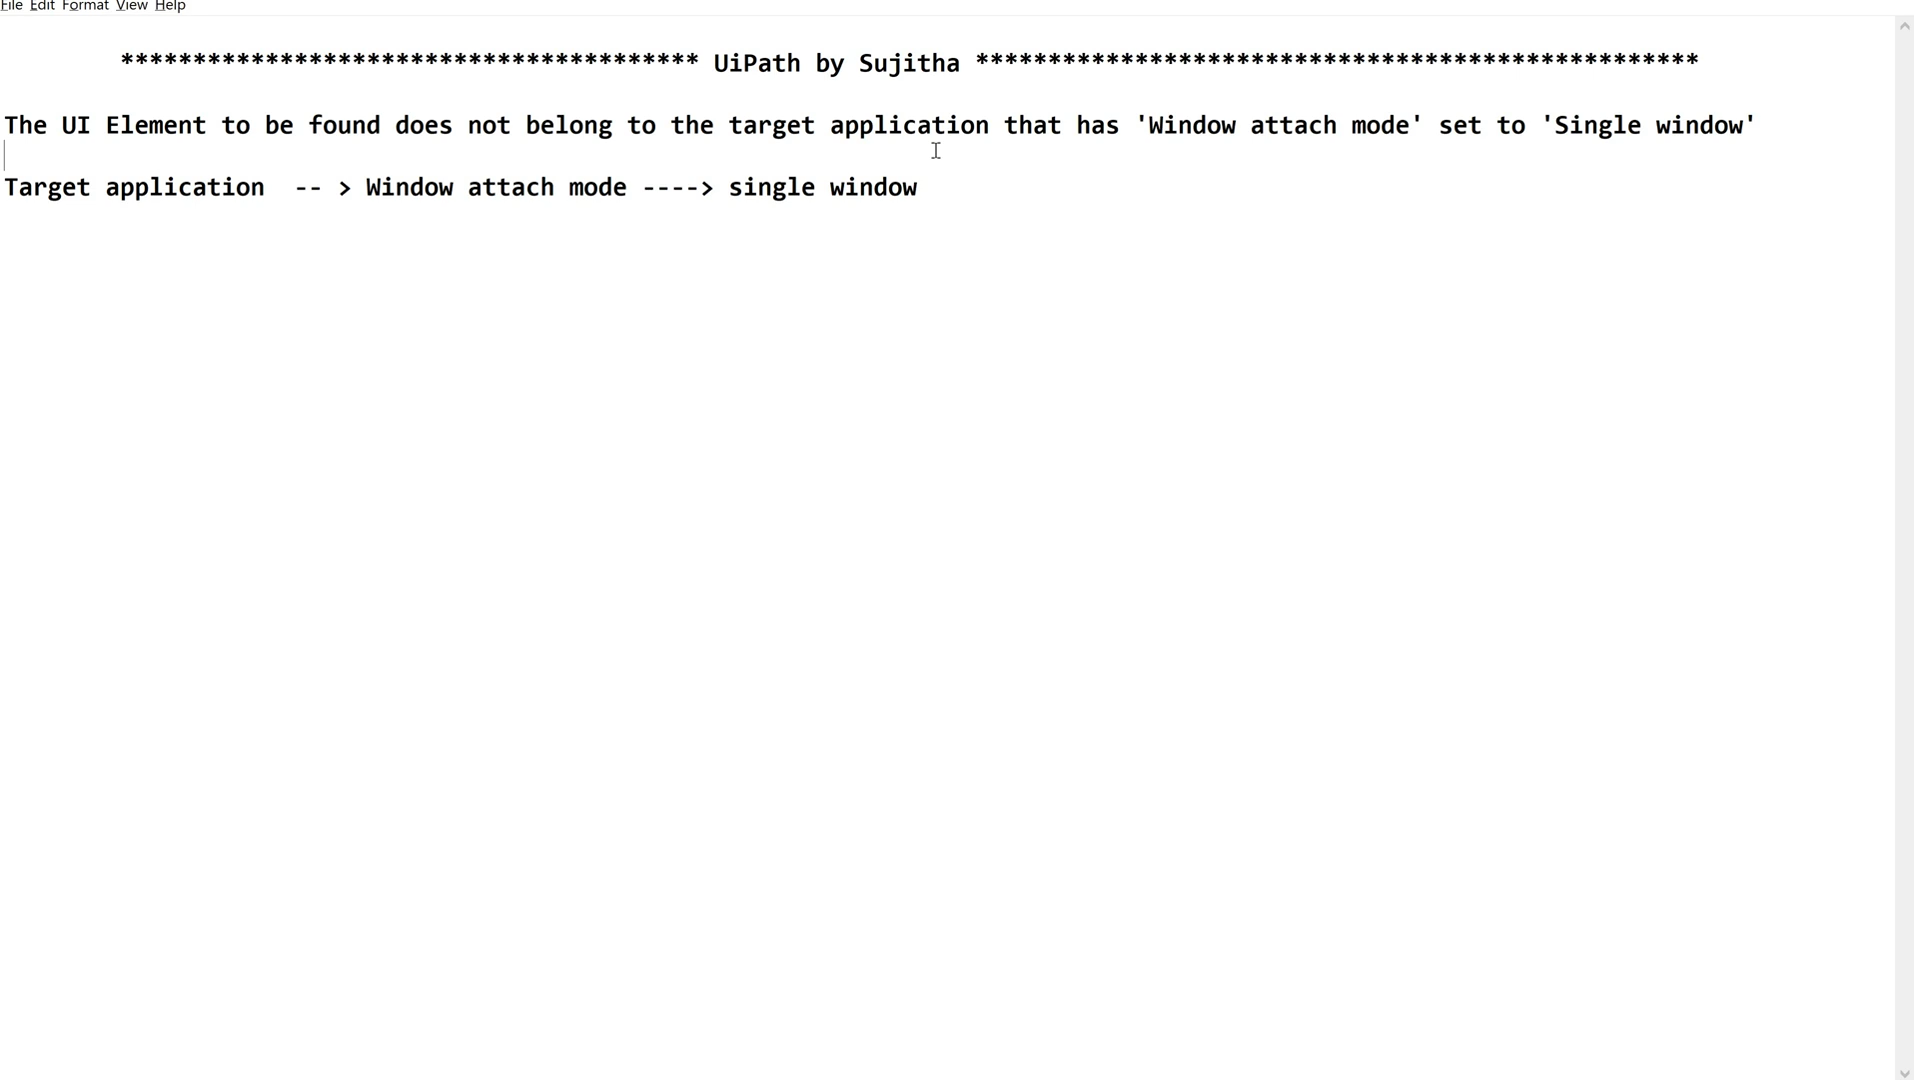 File Edit Format View Help
**************************************** UiPath by Sujitha **************************************************
The UI Element to be found does not belong to the target application that has 'Window attach mode' set to 'Single window'
Target application  -- > Window attach mode ----> single window